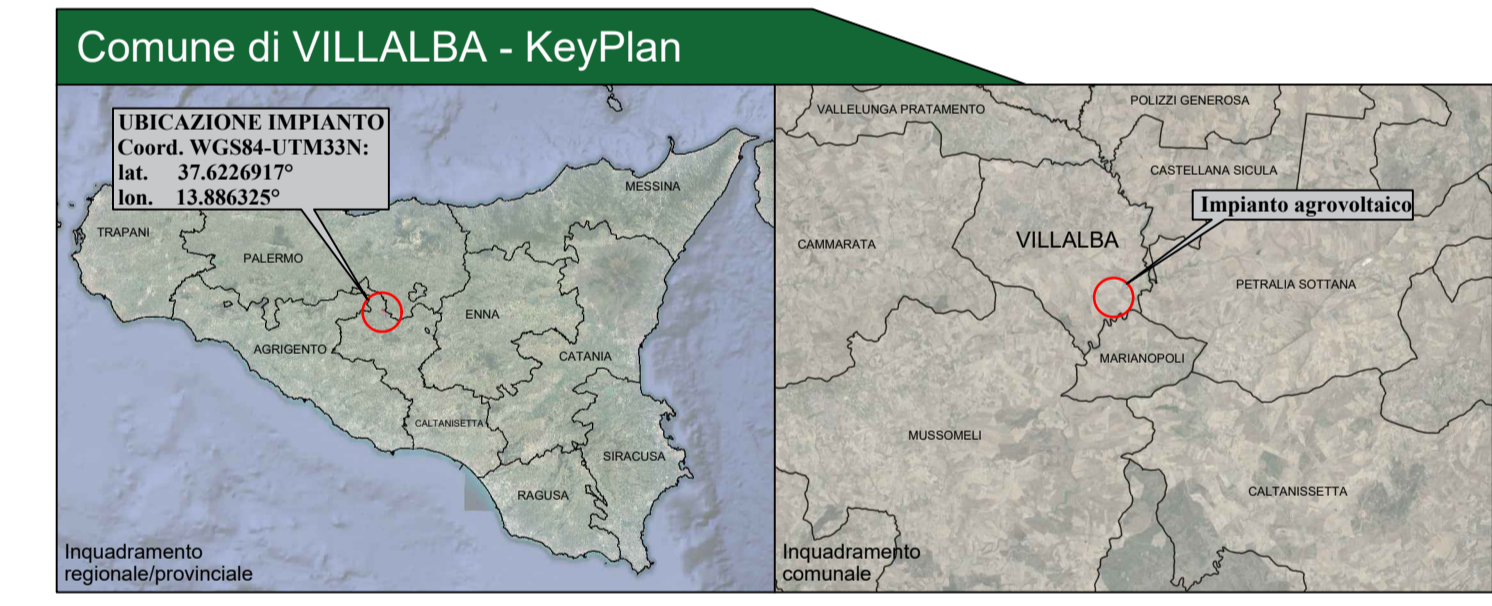 Comune di VILLALBA - KeyPlan
UBICAZIONE IMPIANTO
Coord. WGS84-UTM33N:
lat. 37.6226917°
lon. 13.886325°
MESSINA
TRAPANI
PALERMO
ENNA
AGRIGENTO
CATANIA
CALTANISETTA
SIRACUSA
RAGUSA
Inquadramento
regionale/provinciale
VALLELUNGA PRATAMENTO
POLIZZI GENEROSA
CASTELLANA SICULA
Impianto agrovoltaico
CAMMARATA
VILLALBA
PETRALIA SOTTANA
MARIANOPOLI
MUSSOMELI
CALTANISSETTA
Inquadramento
comunale